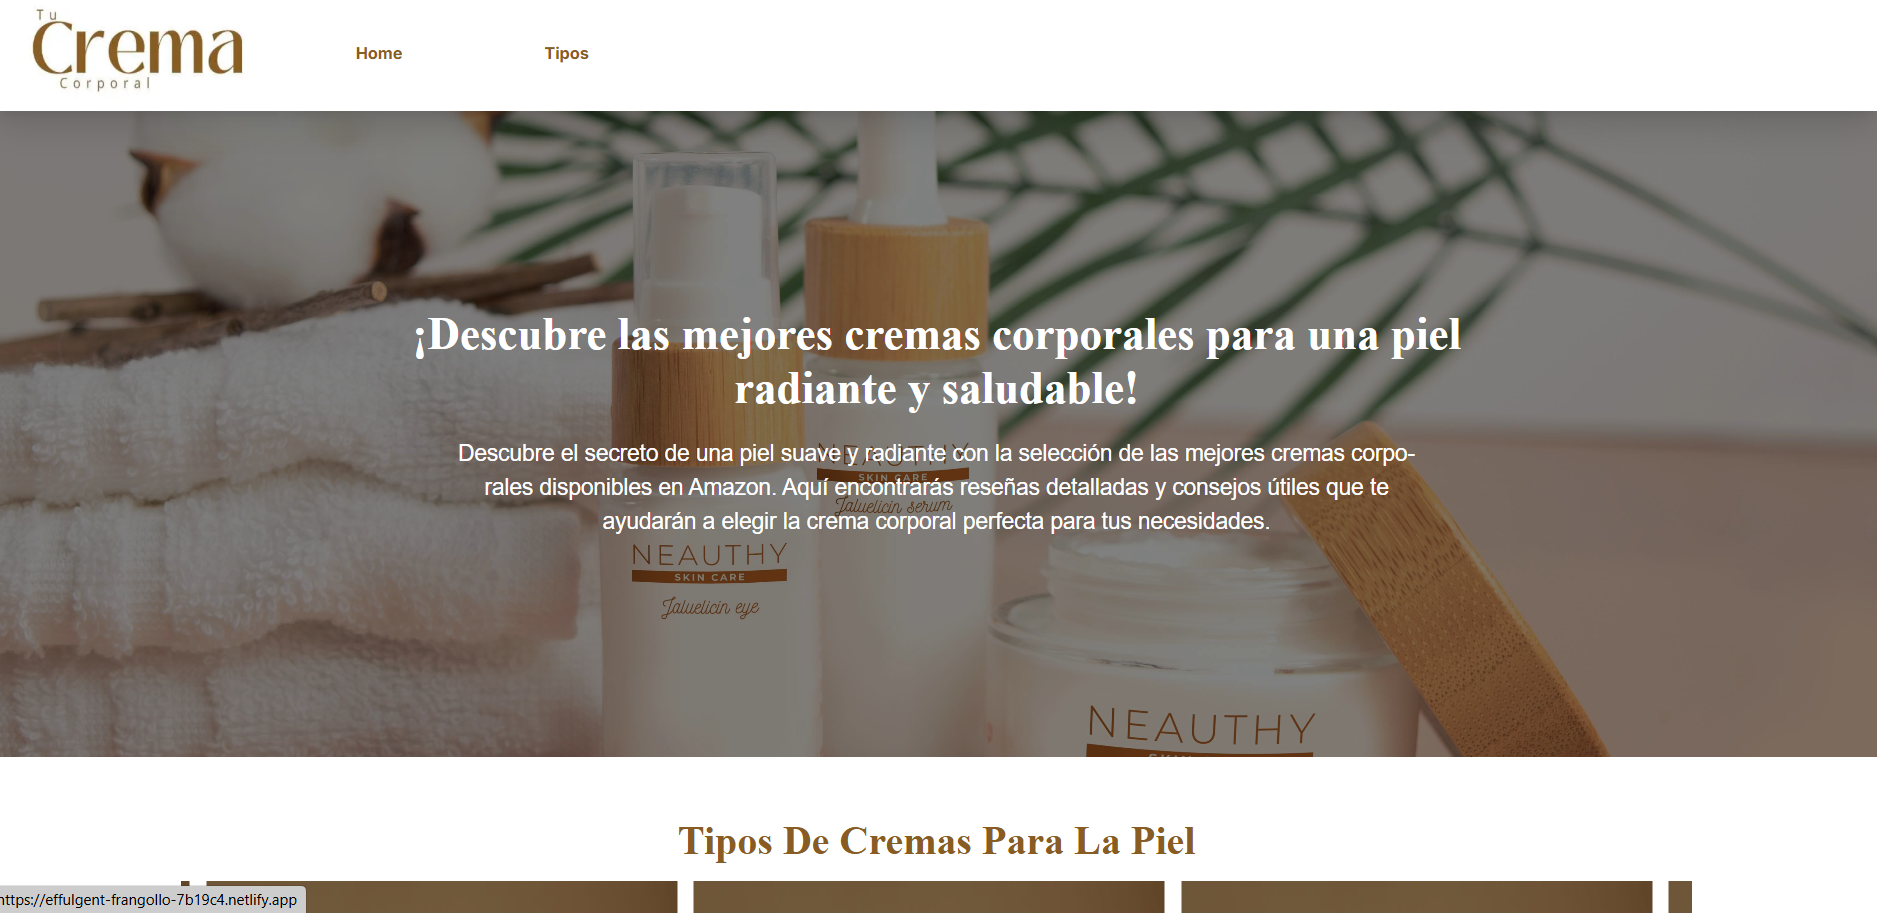 Tu
Crema
Corporal
Home
Tipos
¡Descubre las mejores cremas corporales para una piel
radiante y saludable!
Descubre el secreto de una piel suave y radiante con la selección de las mejores cremas corpo-
rales disponibles en Amazon. Aquí encontrarás reseñas detalladas y consejos útiles que te
ayudarán a elegir la crema corporal perfecta para tus necesidades.
NEAUTHY
SKIN CARE
Jaluelicin serum
NEAUTHY
SKIN CARE
Jaluelicin eye
NEAUTHY
Tipos De Cremas Para La Piel
https://effulgent-frangollo-7b19c4.netlify.app